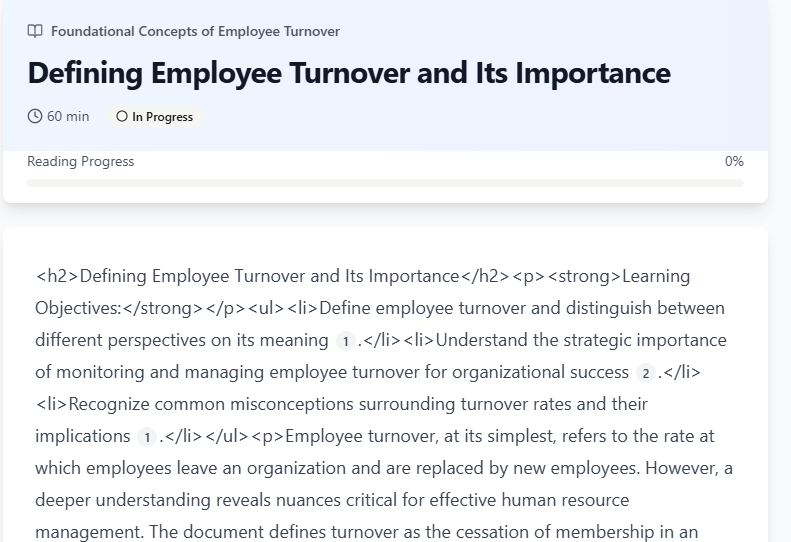 Foundational Concepts of Employee Turnover
Defining Employee Turnover and Its Importance
60 min In Progress
Reading Progress 0%
<h2>Defining Employee Turnover and Its Importance</h2><p><strong>Learning
Objectives:</strong></p><ul><li>Define employee turnover and distinguish between
different perspectives on its meaning 1.</li><li>Understand the strategic importance
of monitoring and managing employee turnover for organizational success 2.</li>
<li>Recognize common misconceptions surrounding turnover rates and their
implications 1.</li></ul><p>Employee turnover, at its simplest, refers to the rate at
which employees leave an organization and are replaced by new employees. However, a
deeper understanding reveals nuances critical for effective human resource
management. The document defines turnover as the cessation of membership in an